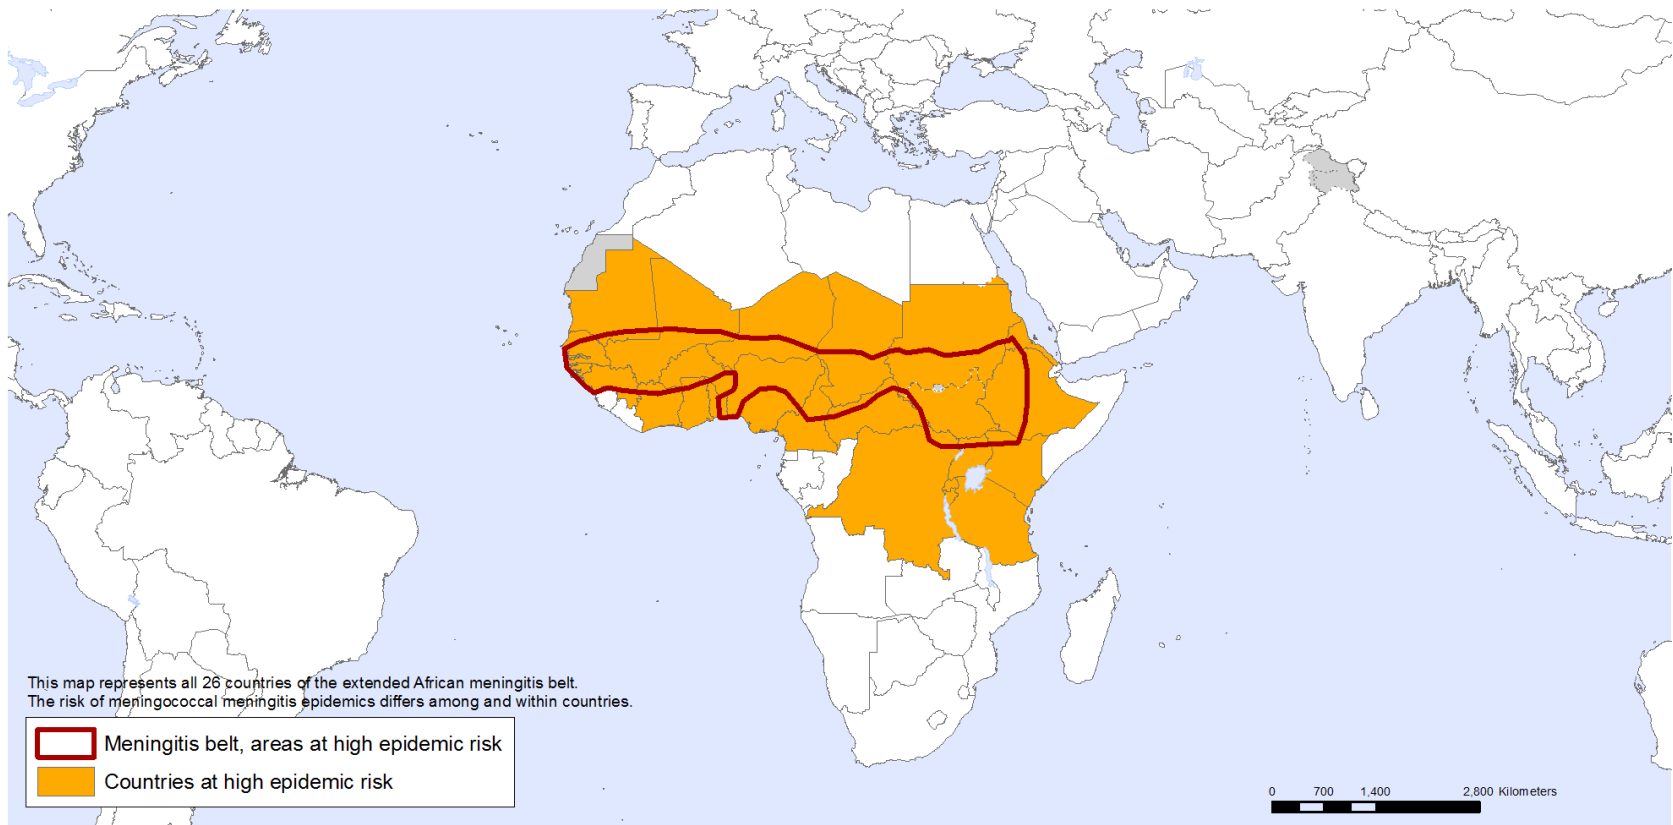 This map represents all 26 countries of the extended African meningitis belt.
The risk of meningococcal meningitis epidemics differs among and within countries.
Meningitis belt, areas at high epidemic risk
Countries at high epidemic risk
0 700 1,400 2,800 Kilometers